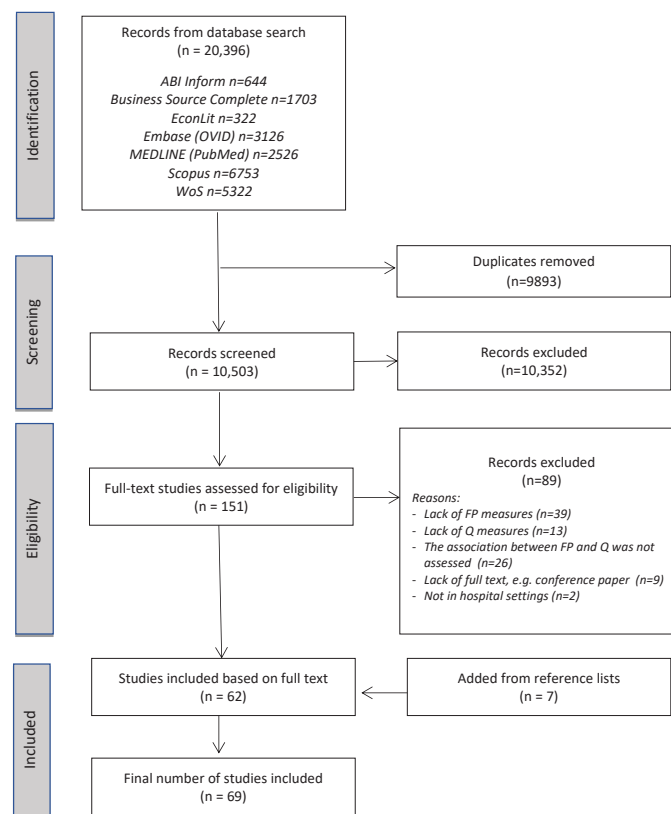 Identification
Records from database search
(n = 20,396)
ABI Inform n=644
Business Source Complete n=1703
EconLit n=322
Embase (OVID) n=3126
MEDLINE (PubMed) n=2526
Scopus n=6753
WoS n=5322
Screening
Duplicates removed
(n=9893)
Records screened
(n = 10,503)
Records excluded
(n=10,352)
Eligibility
Full-text studies assessed for eligibility
(n = 151)
Records excluded
(n=89)
Reasons:
- Lack of FP measures (n=39)
- Lack of Q measures (n=13)
- The association between FP and Q was not
assessed (n=26)
- Lack of full text, e.g. conference paper (n=9)
- Not in hospital settings (n=2)
Included
Studies included based on full text
(n = 62)
Added from reference lists
(n = 7)
Final number of studies included
(n = 69)